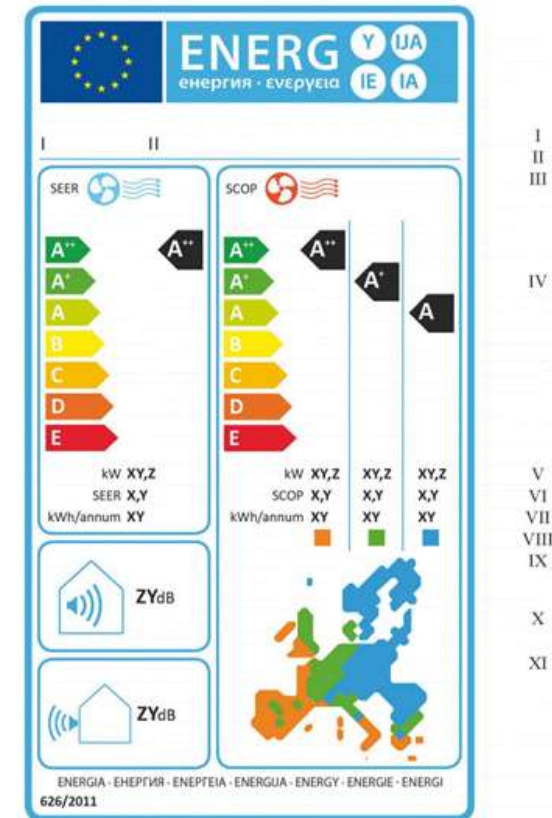 ENERG Y IJA
енергия · ενεργεια IE IA
I II
SEER
A++ A++
A+
A
B
C
D
E
kW XY,Z
SEER X,Y
kWh/annum XY
SCOP
A++ A++
A+ A+
A A
B
C
D
E
kW XY,Z XY,Z XY,Z
SCOP X,Y X,Y X,Y
kWh/annum XY XY XY
ZYdB
ZYdB
ENERGIA - ЕНЕРГИЯ - ΕΝΕΡΓΕΙΑ - ENERGIJA - ENERGY - ENERGIE - ENERGI
626/2011
I
II
III
IV
V
VI
VII
VIII
IX
X
XI